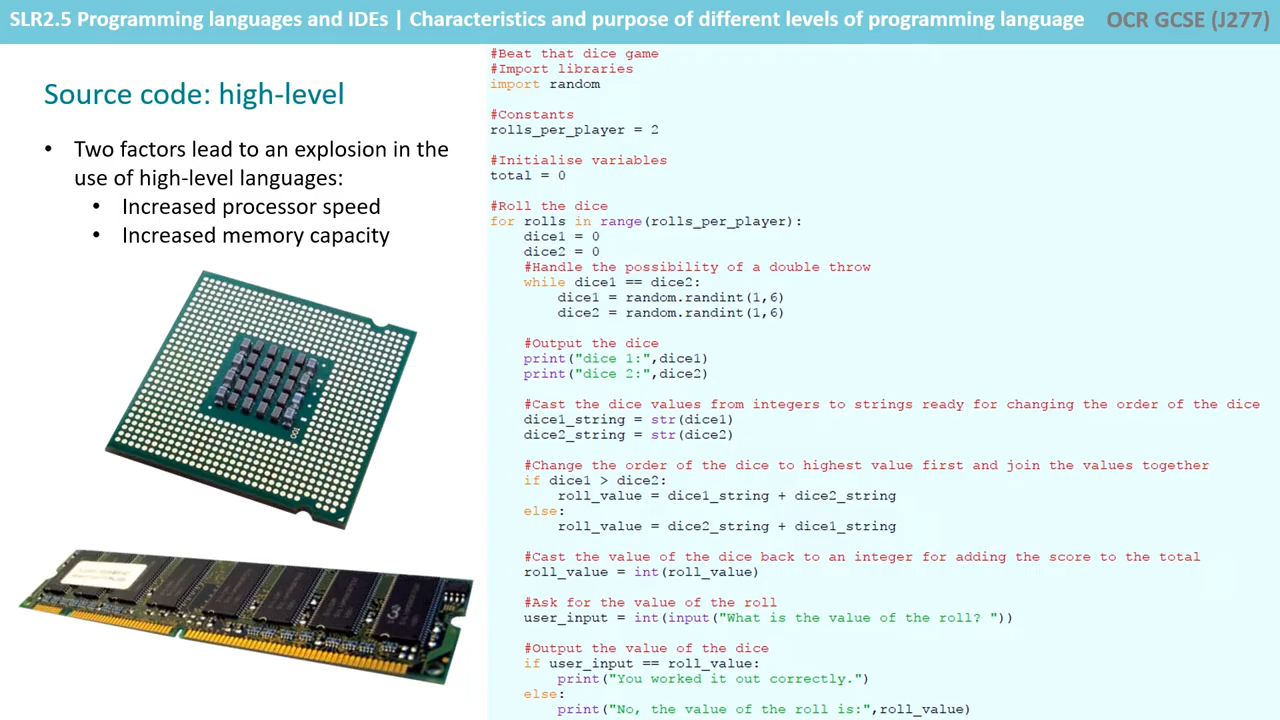 SLR2.5 Programming languages and IDEs | Characteristics and purpose of different levels of programming language OCR GCSE (J277)
Source code: high-level
• Two factors lead to an explosion in the
use of high-level languages:
• Increased processor speed
• Increased memory capacity
#Beat that dice game
#Import libraries
import random

#Constants
rolls_per_player = 2

#Initialise variables
total = 0

#Roll the dice
for rolls in range(rolls_per_player):
    dice1 = 0
    dice2 = 0
    #Handle the possibility of a double throw
    while dice1 == dice2:
        dice1 = random.randint(1,6)
        dice2 = random.randint(1,6)

    #Output the dice
    print("dice 1:",dice1)
    print("dice 2:",dice2)

    #Cast the dice values from integers to strings ready for changing the order of the dice
    dice1_string = str(dice1)
    dice2_string = str(dice2)

    #Change the order of the dice to highest value first and join the values together
    if dice1 > dice2:
        roll_value = dice1_string + dice2_string
    else:
        roll_value = dice2_string + dice1_string

    #Cast the value of the dice back to an integer for adding the score to the total
    roll_value = int(roll_value)

    #Ask for the value of the roll
    user_input = int(input("What is the value of the roll? "))

    #Output the value of the dice
    if user_input == roll_value:
        print("You worked it out correctly.")
    else:
        print("No, the value of the roll is:",roll_value)